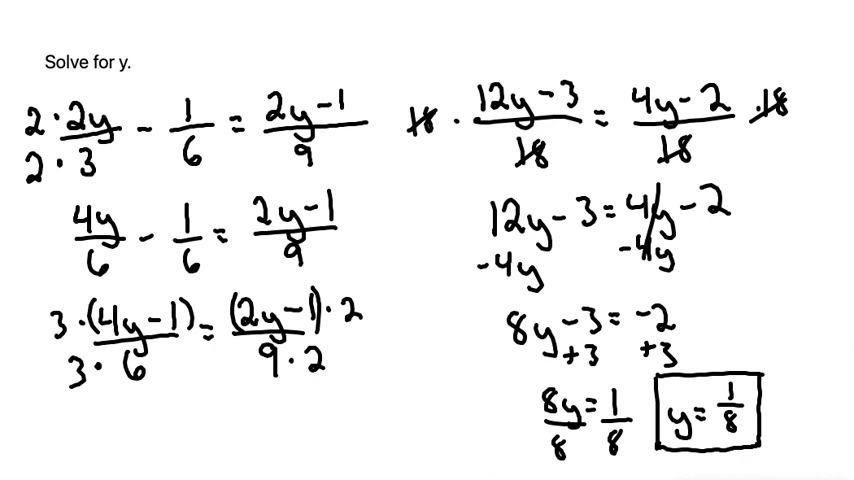 Solve for y.
2 · 2y / 2 · 3 − 1/6 = (2y − 1)/9
4y/6 − 1/6 = (2y − 1)/9
3 · (4y − 1) / 3 · 6 = (2y − 1) · 2 / 9 · 2
18 · (12y − 3)/18 = (4y − 2)/18 · 18
12y − 3 = 4y − 2
−4y −4y
8y − 3 = −2
+3 +3
8y/8 = 1/8
y = 1/8